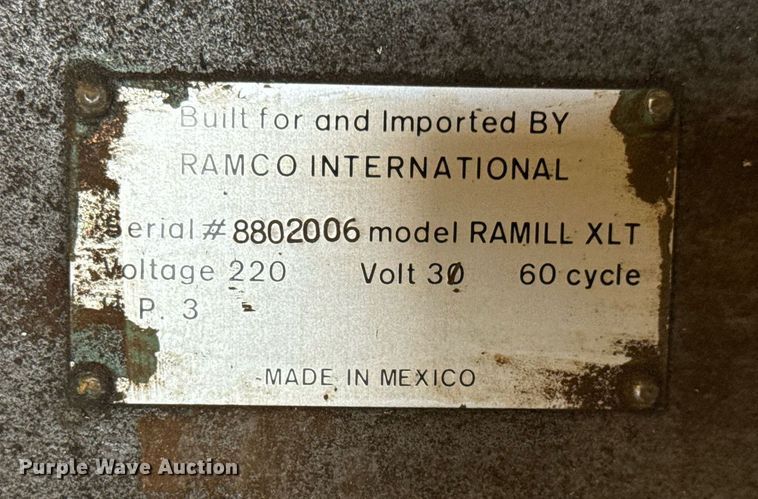 Built for and Imported BY
RAMCO INTERNATIONAL
Serial # 8802006 model RAMILL XLT
Voltage 220 Volt 3Ø 60 cycle
P. 3
MADE IN MEXICO
Purple Wave Auction